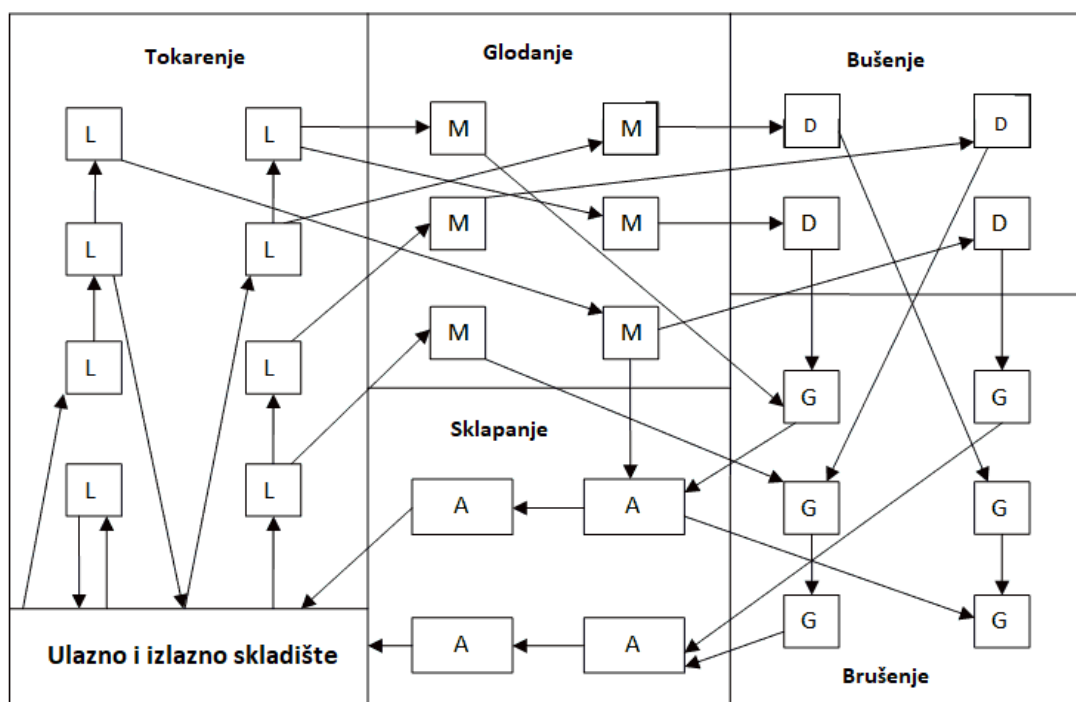 Tokarenje
Glodanje
Bušenje
L
L
M
M
D
D
L
L
M
M
D
D
L
L
M
M
G
G
Sklapanje
L
L
A
A
G
G
A
A
G
G
Ulazno i izlazno skladište
Brušenje